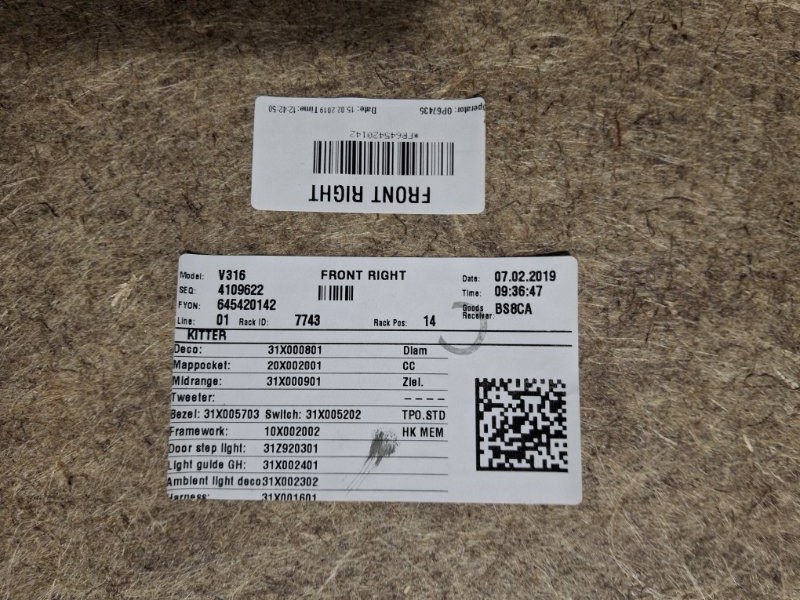 Operator: OP67435 Date: 15.02.2019 Time: 12:42:50
*FR645420142
FRONT RIGHT
Model: V316 FRONT RIGHT Date: 07.02.2019
SEQ: 4109622 Time: 09:36:47
FYON: 645420142 Goods Receiver: BS8CA
Line: 01 Rack ID: 7743 Rack Pos: 14
KITTER
Deco: 31X000801 Diam
Mappocket: 20X002001 CC
Midrange: 31X000901 Ziel.
Tweeter: ----
Bezel: 31X005703 Switch: 31X005202 TPO.STD
Framework: 10X002002 HK MEM
Door step light: 31Z920301
Light guide GH: 31X002401
Ambient light deco 31X002302
Harness: 31X001601